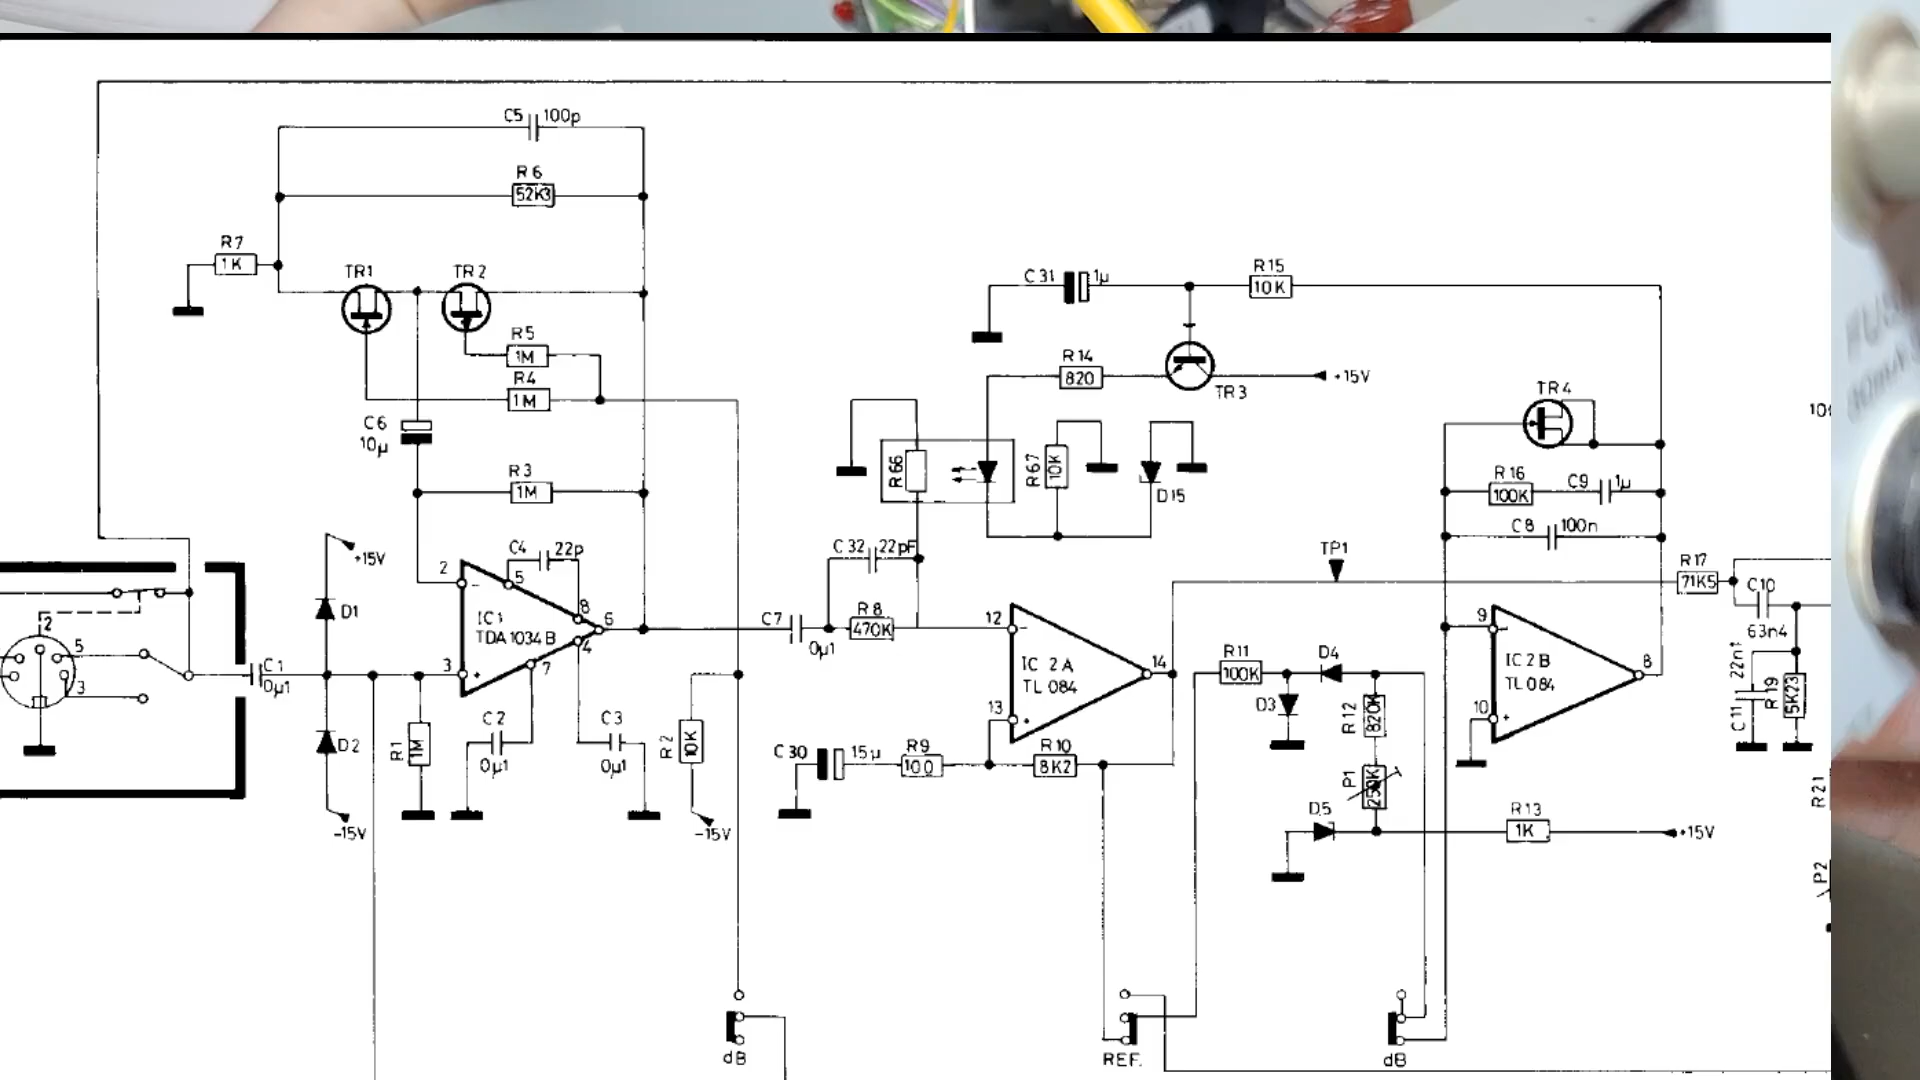 C5 100p
R6
52K3
R7
1K
TR1
TR2
R5
1M
R4
1M
C6
10µ
R3
1M
C4 22p
+15V
D1
2
-
5
8
6
IC1
TDA 1034 B
4
3
+
7
2
5
3
C1
0µ1
D2
-15V
R1
1M
C2
0µ1
C3
0µ1
R2
10K
-15V
dB
C31 1µ
R15
10K
R14
820
TR3
+15V
R66
R67
10K
D15
C32 22pF
C7
0µ1
R8
470K
12
-
IC 2A
TL 084
14
13
+
C30 15µ
R9
100
R10
8K2
REF.
TP1
R11
100K
D4
D3
R12
820K
P1
250K
D5
R13
1K
+15V
dB
TR4
R16
100K
C9 1µ
C8 100n
9
-
IC2B
TL 084
8
10
+
R17
71K5
C10
63n4
C11 22n1
R19
5K23
R21
P2